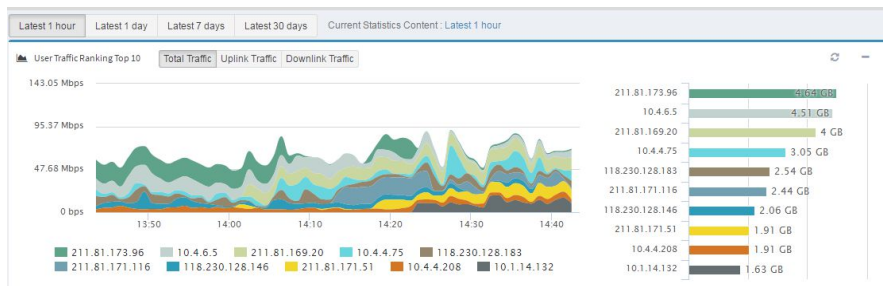 Latest 1 hour Latest 1 day Latest 7 days Latest 30 days Current Statistics Content : Latest 1 hour
User Traffic Ranking Top 10 Total Traffic Uplink Traffic Downlink Traffic
143.05 Mbps
95.37 Mbps
47.68 Mbps
0 bps
13:50 14:00 14:10 14:20 14:30 14:40
211.81.173.96 10.4.6.5 211.81.169.20 10.4.4.75 118.230.128.183
211.81.171.116 118.230.128.146 211.81.171.51 10.4.4.208 10.1.14.132
211.81.173.96 4.64 GB
10.4.6.5 4.51 GB
211.81.169.20 4 GB
10.4.4.75 3.05 GB
118.230.128.183 2.54 GB
211.81.171.116 2.44 GB
118.230.128.146 2.06 GB
211.81.171.51 1.91 GB
10.4.4.208 1.91 GB
10.1.14.132 1.63 GB